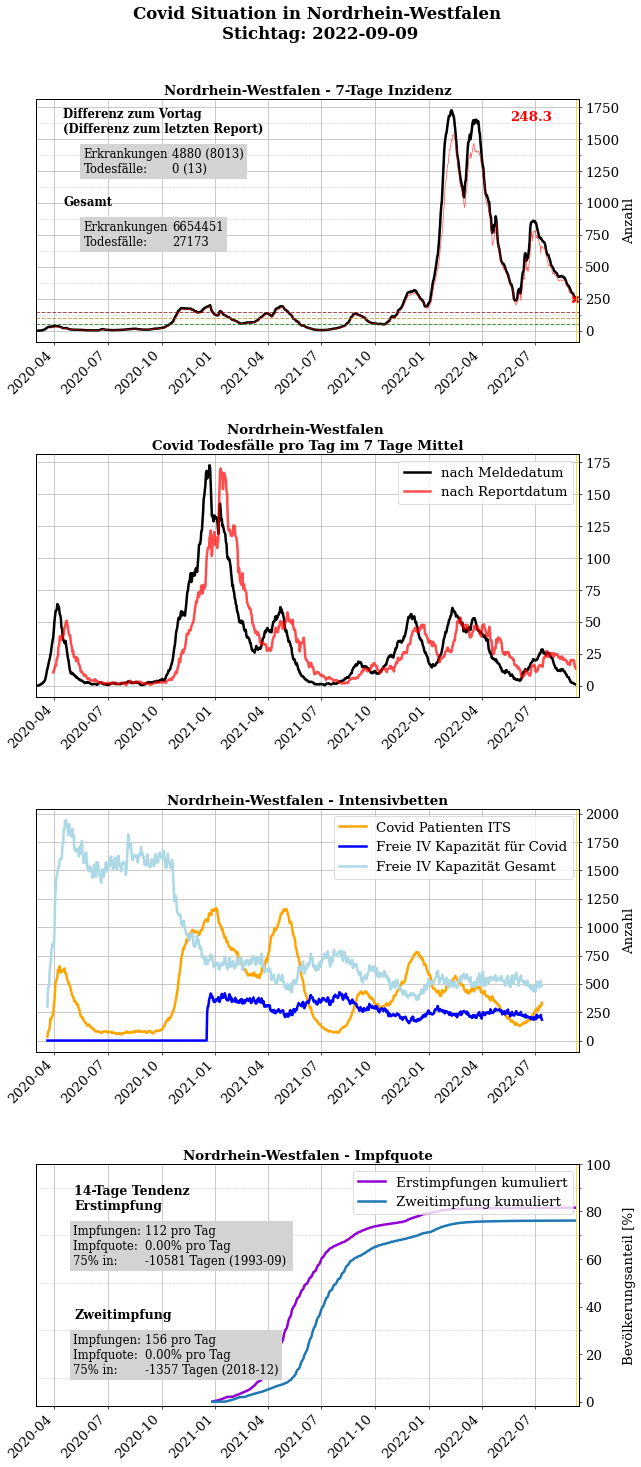 Covid Situation in Nordrhein-Westfalen
Stichtag: 2022-09-09
Nordrhein-Westfalen - 7-Tage Inzidenz
Differenz zum Vortag
(Differenz zum letzten Report)
Erkrankungen 4880 (8013)
Todesfälle: 0 (13)
Gesamt
Erkrankungen 6654451
Todesfälle: 27173
248.3
1750
1500
1250
1000
750
500
250
0
Anzahl
2020-04
2020-07
2020-10
2021-01
2021-04
2021-07
2021-10
2022-01
2022-04
2022-07
Nordrhein-Westfalen
Covid Todesfälle pro Tag im 7 Tage Mittel
nach Meldedatum
nach Reportdatum
175
150
125
100
75
50
25
0
2020-04
2020-07
2020-10
2021-01
2021-04
2021-07
2021-10
2022-01
2022-04
2022-07
Nordrhein-Westfalen - Intensivbetten
Covid Patienten ITS
Freie IV Kapazität für Covid
Freie IV Kapazität Gesamt
2000
1750
1500
1250
1000
750
500
250
0
Anzahl
2020-04
2020-07
2020-10
2021-01
2021-04
2021-07
2021-10
2022-01
2022-04
2022-07
Nordrhein-Westfalen - Impfquote
14-Tage Tendenz
Erstimpfung
Impfungen: 112 pro Tag
Impfquote: 0.00% pro Tag
75% in: -10581 Tagen (1993-09)
Zweitimpfung
Impfungen: 156 pro Tag
Impfquote: 0.00% pro Tag
75% in: -1357 Tagen (2018-12)
Erstimpfungen kumuliert
Zweitimpfung kumuliert
100
80
60
40
20
0
Bevölkerungsanteil [%]
2020-04
2020-07
2020-10
2021-01
2021-04
2021-07
2021-10
2022-01
2022-04
2022-07